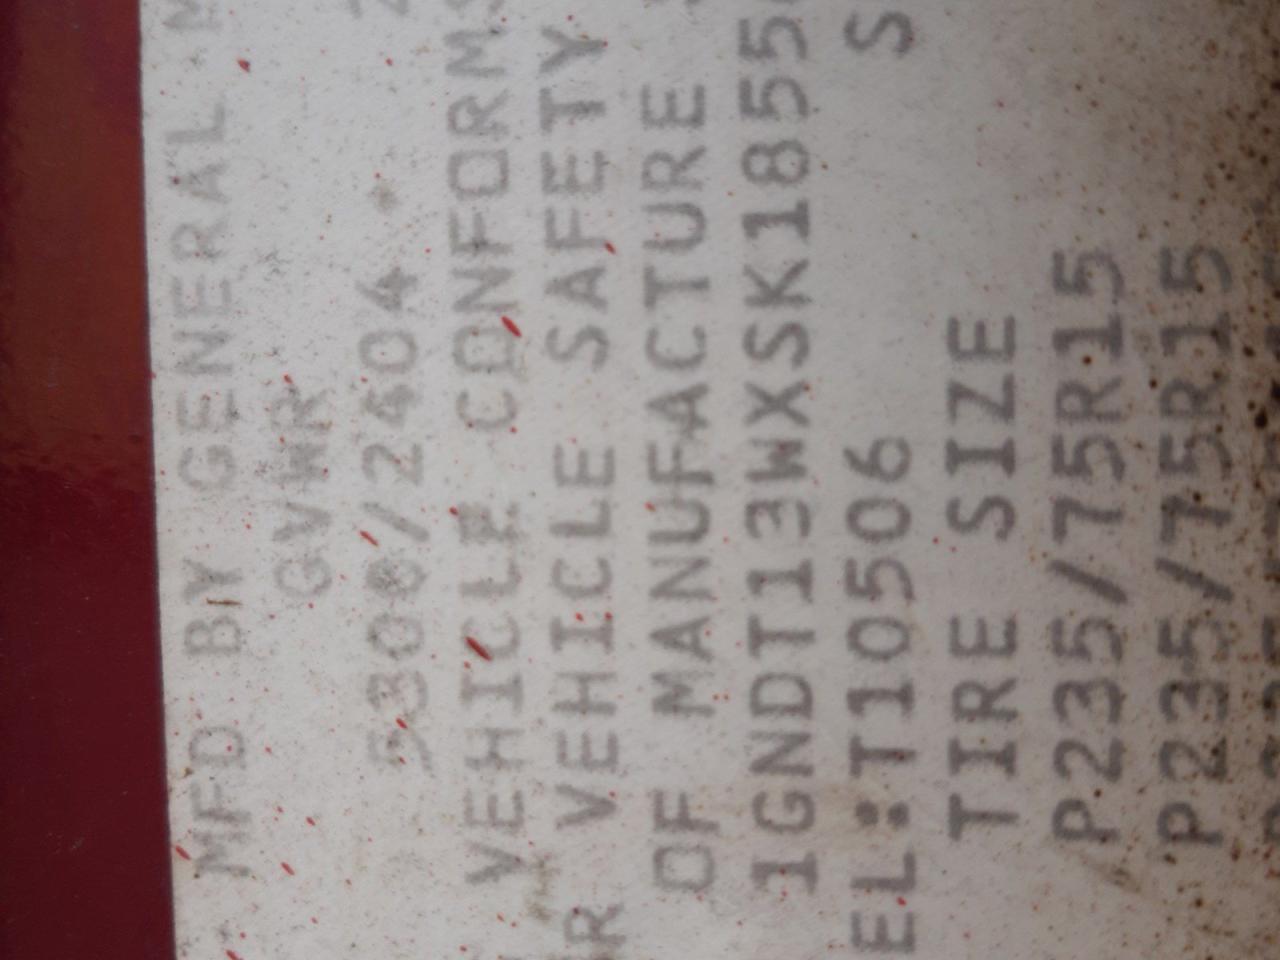 MFD BY GENERAL M
GVWR
5300/2404
VEHICLE CONFORMS
R VEHICLE SAFETY
OF MANUFACTURE
1GNDT13WXSK1855
EL:T10506 S
TIRE SIZE
P235/75R15
P235/75R15